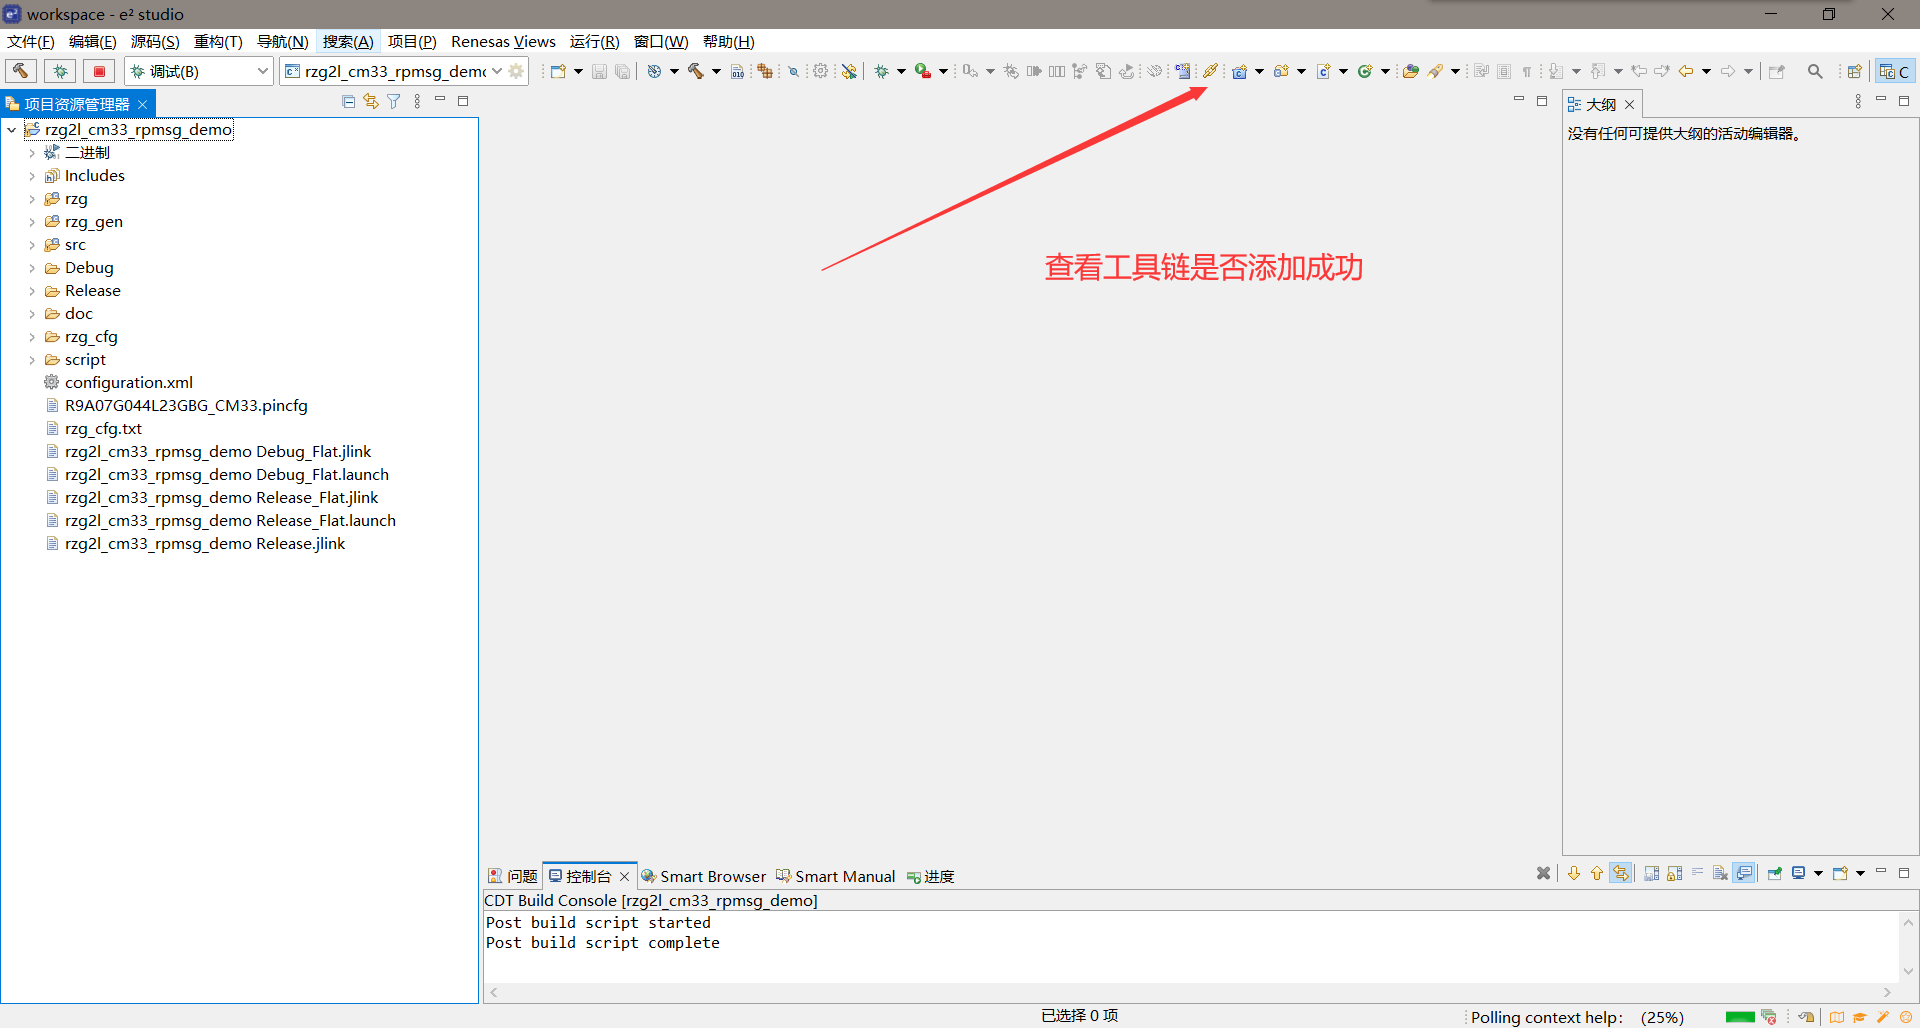 workspace - e² studio
文件(F) 编辑(E) 源码(S) 重构(T) 导航(N) 搜索(A) 项目(P) Renesas Views 运行(R) 窗口(W) 帮助(H)
调试(B) rzg2l_cm33_rpmsg_demo
C
项目资源管理器
大纲
rzg2l_cm33_rpmsg_demo
没有任何可提供大纲的活动编辑器。
二进制
Includes
rzg
rzg_gen
src
查看工具链是否添加成功
Debug
Release
doc
rzg_cfg
script
configuration.xml
R9A07G044L23GBG_CM33.pincfg
rzg_cfg.txt
rzg2l_cm33_rpmsg_demo Debug_Flat.jlink
rzg2l_cm33_rpmsg_demo Debug_Flat.launch
rzg2l_cm33_rpmsg_demo Release_Flat.jlink
rzg2l_cm33_rpmsg_demo Release_Flat.launch
rzg2l_cm33_rpmsg_demo Release.jlink
问题 控制台 Smart Browser Smart Manual 进度
CDT Build Console [rzg2l_cm33_rpmsg_demo]
Post build script started
Post build script complete
已选择 0 项
Polling context help: (25%)